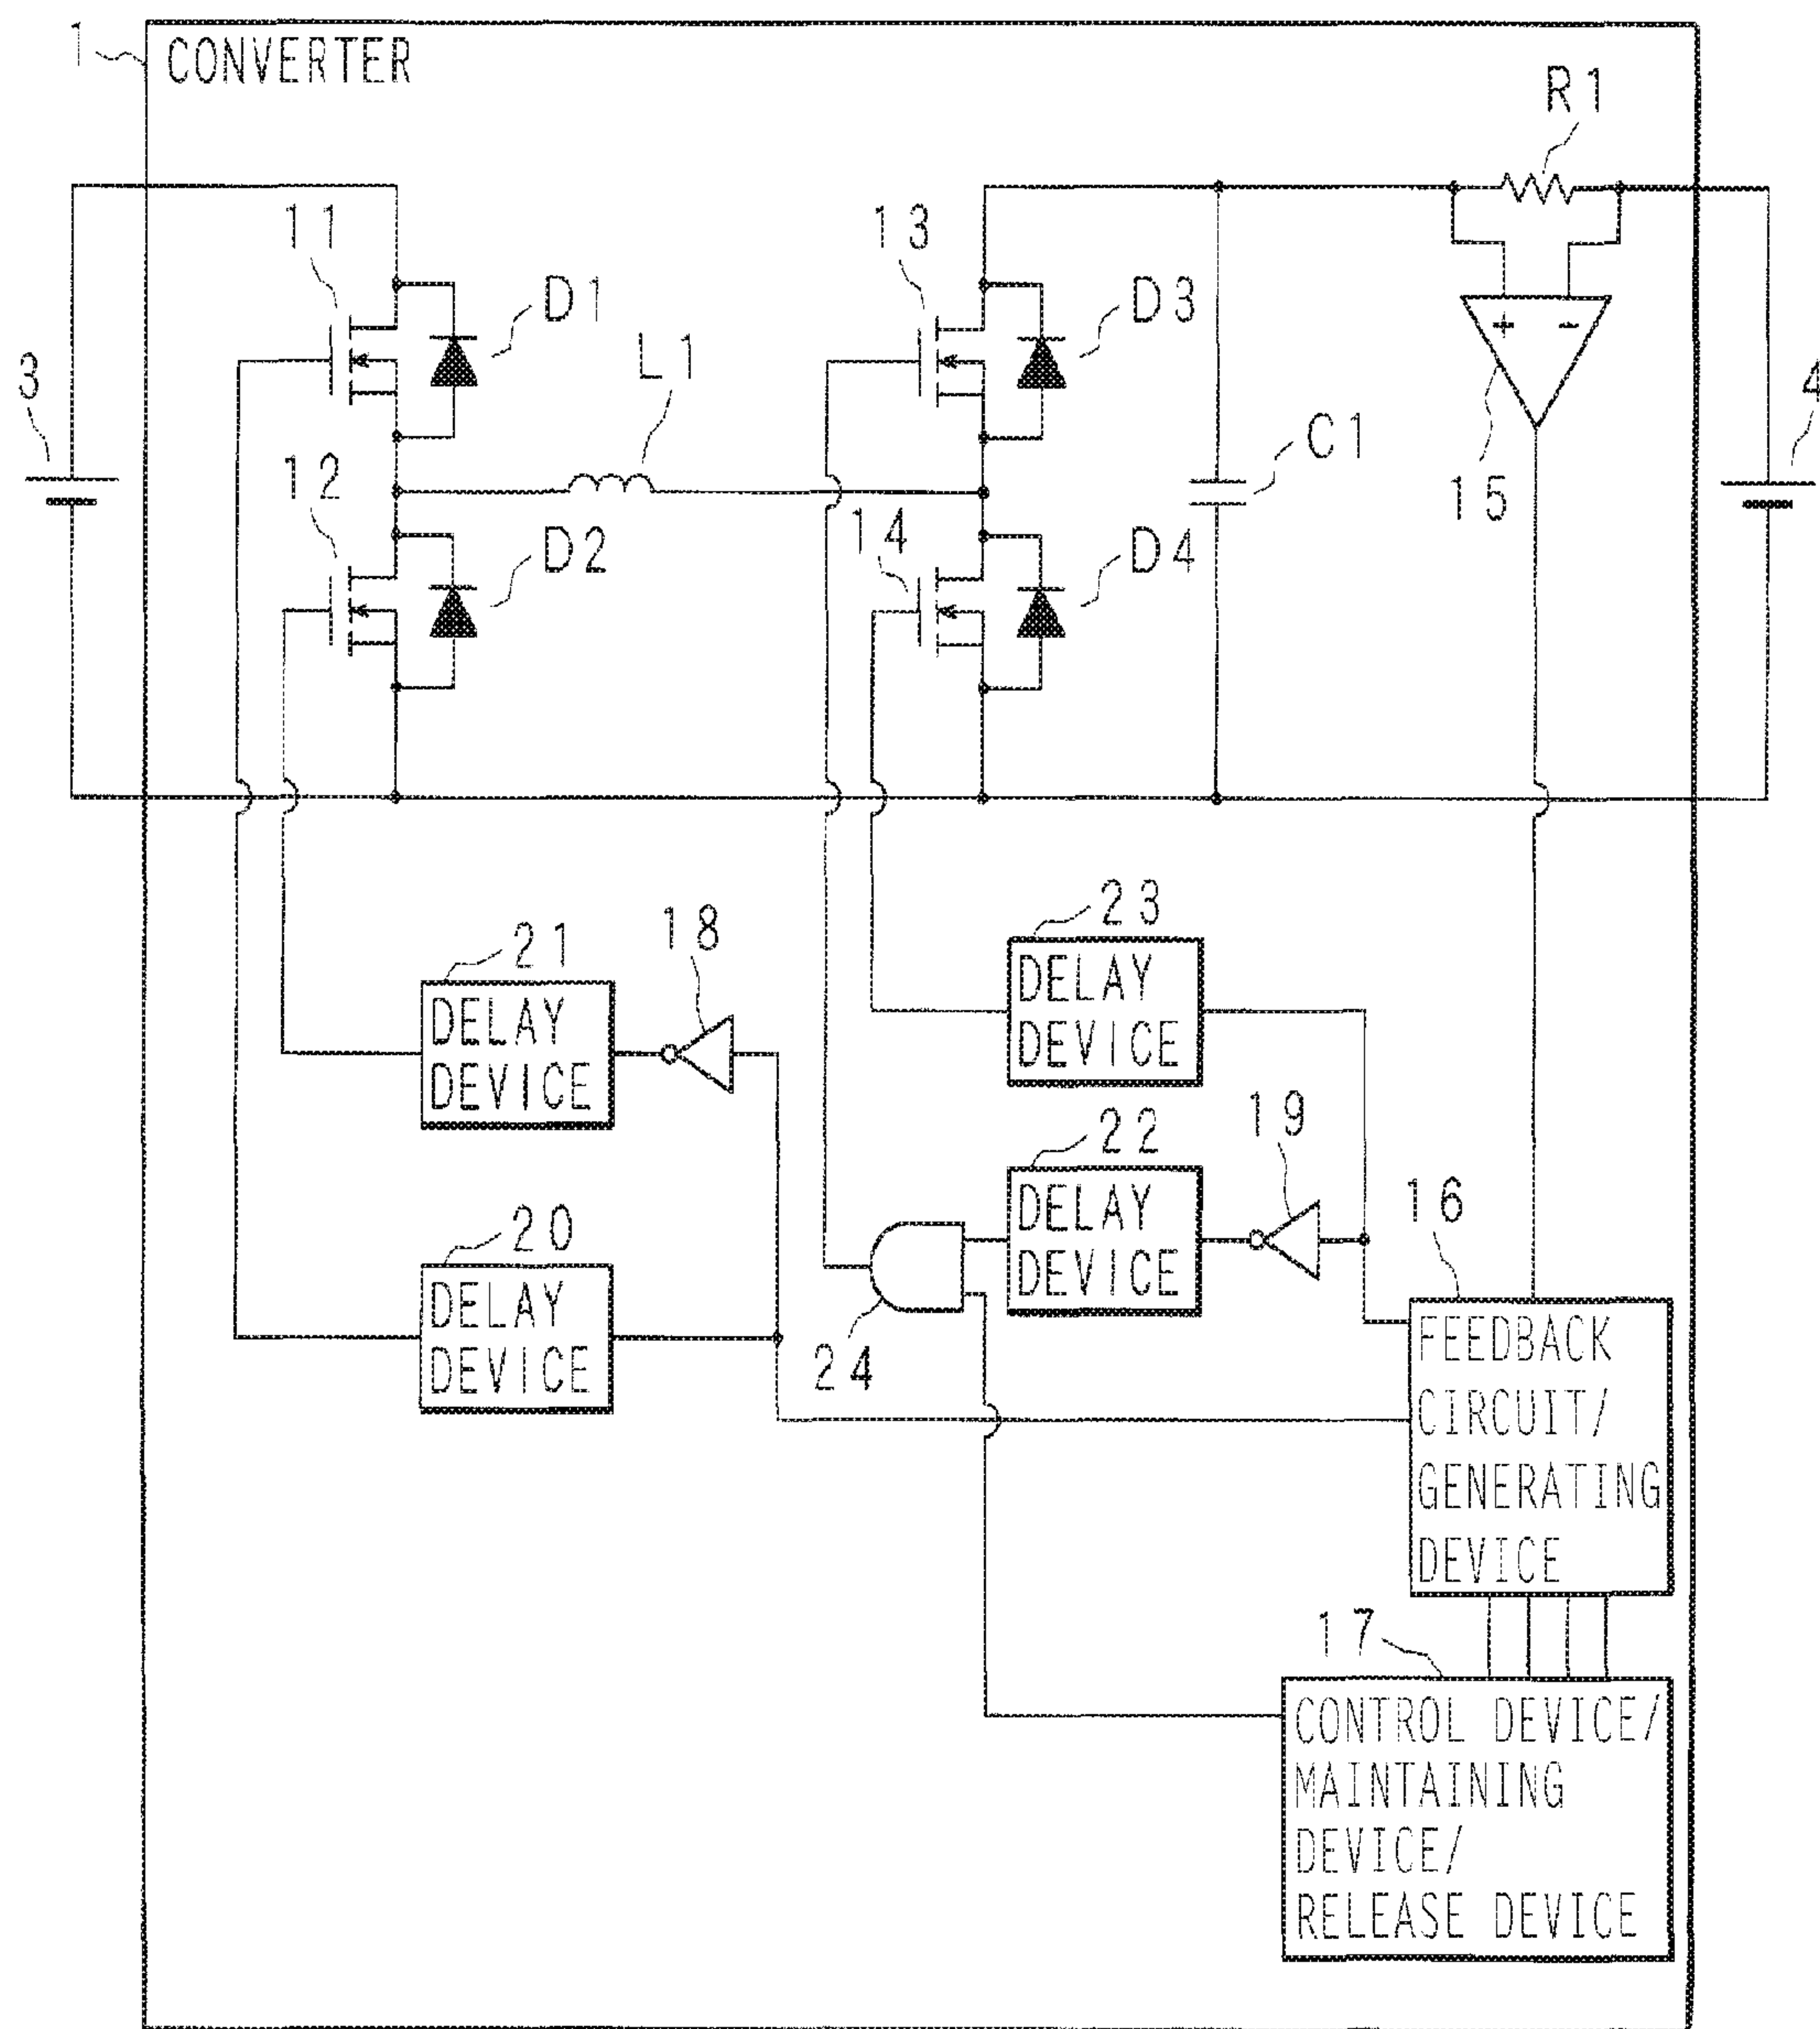 1
CONVERTER
R1
11
13
D1
D3
3
L1
4
C1
12
15
14
D2
D4
+ -
23
DELAY
DEVICE
21
18
DELAY
DEVICE
22
19
DELAY
DEVICE
16
20
DELAY
DEVICE
24
FEEDBACK
CIRCUIT/
GENERATING
DEVICE
17
CONTROL DEVICE/
MAINTAINING
DEVICE/
RELEASE DEVICE